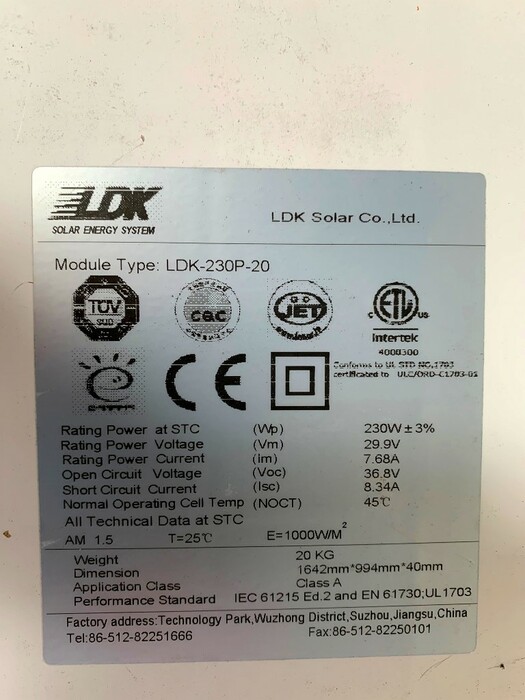 LDK
SOLAR ENERGY SYSTEM
LDK Solar Co.,Ltd.
Module Type: LDK-230P-20
TÜV
SUD
cqc
JET
C ETL US
Intertek
4000300
Conforms to UL STD NO.1703
certificated to ULC/ORD-C1703-01
CE
Rating Power at STC (Wp) 230W ± 3%
Rating Power Voltage (Vm) 29.9V
Rating Power Current (im) 7.68A
Open Circuit Voltage (Voc) 36.8V
Short Circuit Current (Isc) 8.34A
Normal Operating Cell Temp (NOCT) 45℃
All Technical Data at STC
AM 1.5 T=25℃ E=1000W/M²
Weight 20 KG
Dimension 1642mm*994mm*40mm
Application Class Class A
Performance Standard IEC 61215 Ed.2 and EN 61730;UL1703
Factory address:Technology Park,Wuzhong District,Suzhou,Jiangsu,China
Tel:86-512-82251666 Fax:86-512-82250101